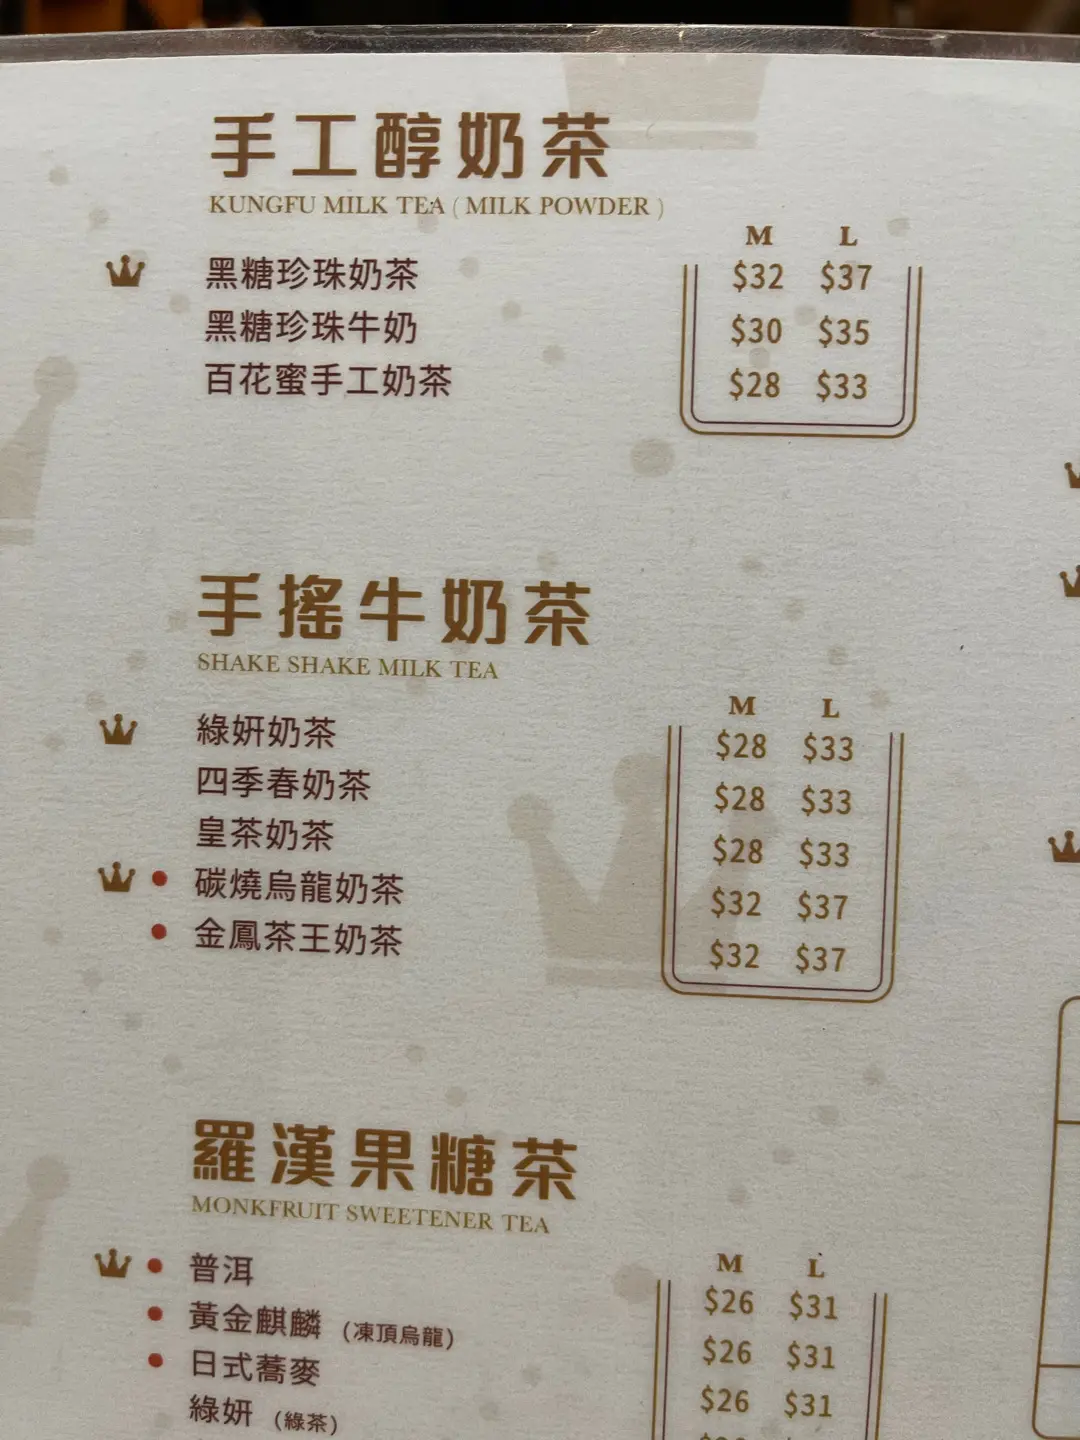 手工醇奶茶
KUNGFU MILK TEA ( MILK POWDER )
M L
黑糖珍珠奶茶 $32 $37
黑糖珍珠牛奶 $30 $35
百花蜜手工奶茶 $28 $33
手搖牛奶茶
SHAKE SHAKE MILK TEA
M L
綠妍奶茶 $28 $33
四季春奶茶 $28 $33
皇茶奶茶 $28 $33
碳燒烏龍奶茶 $32 $37
金鳳茶王奶茶 $32 $37
羅漢果糖茶
MONKFRUIT SWEETENER TEA
M L
普洱 $26 $31
黃金麒麟 (凍頂烏龍) $26 $31
日式蕎麥 $26 $31
綠妍 (綠茶)